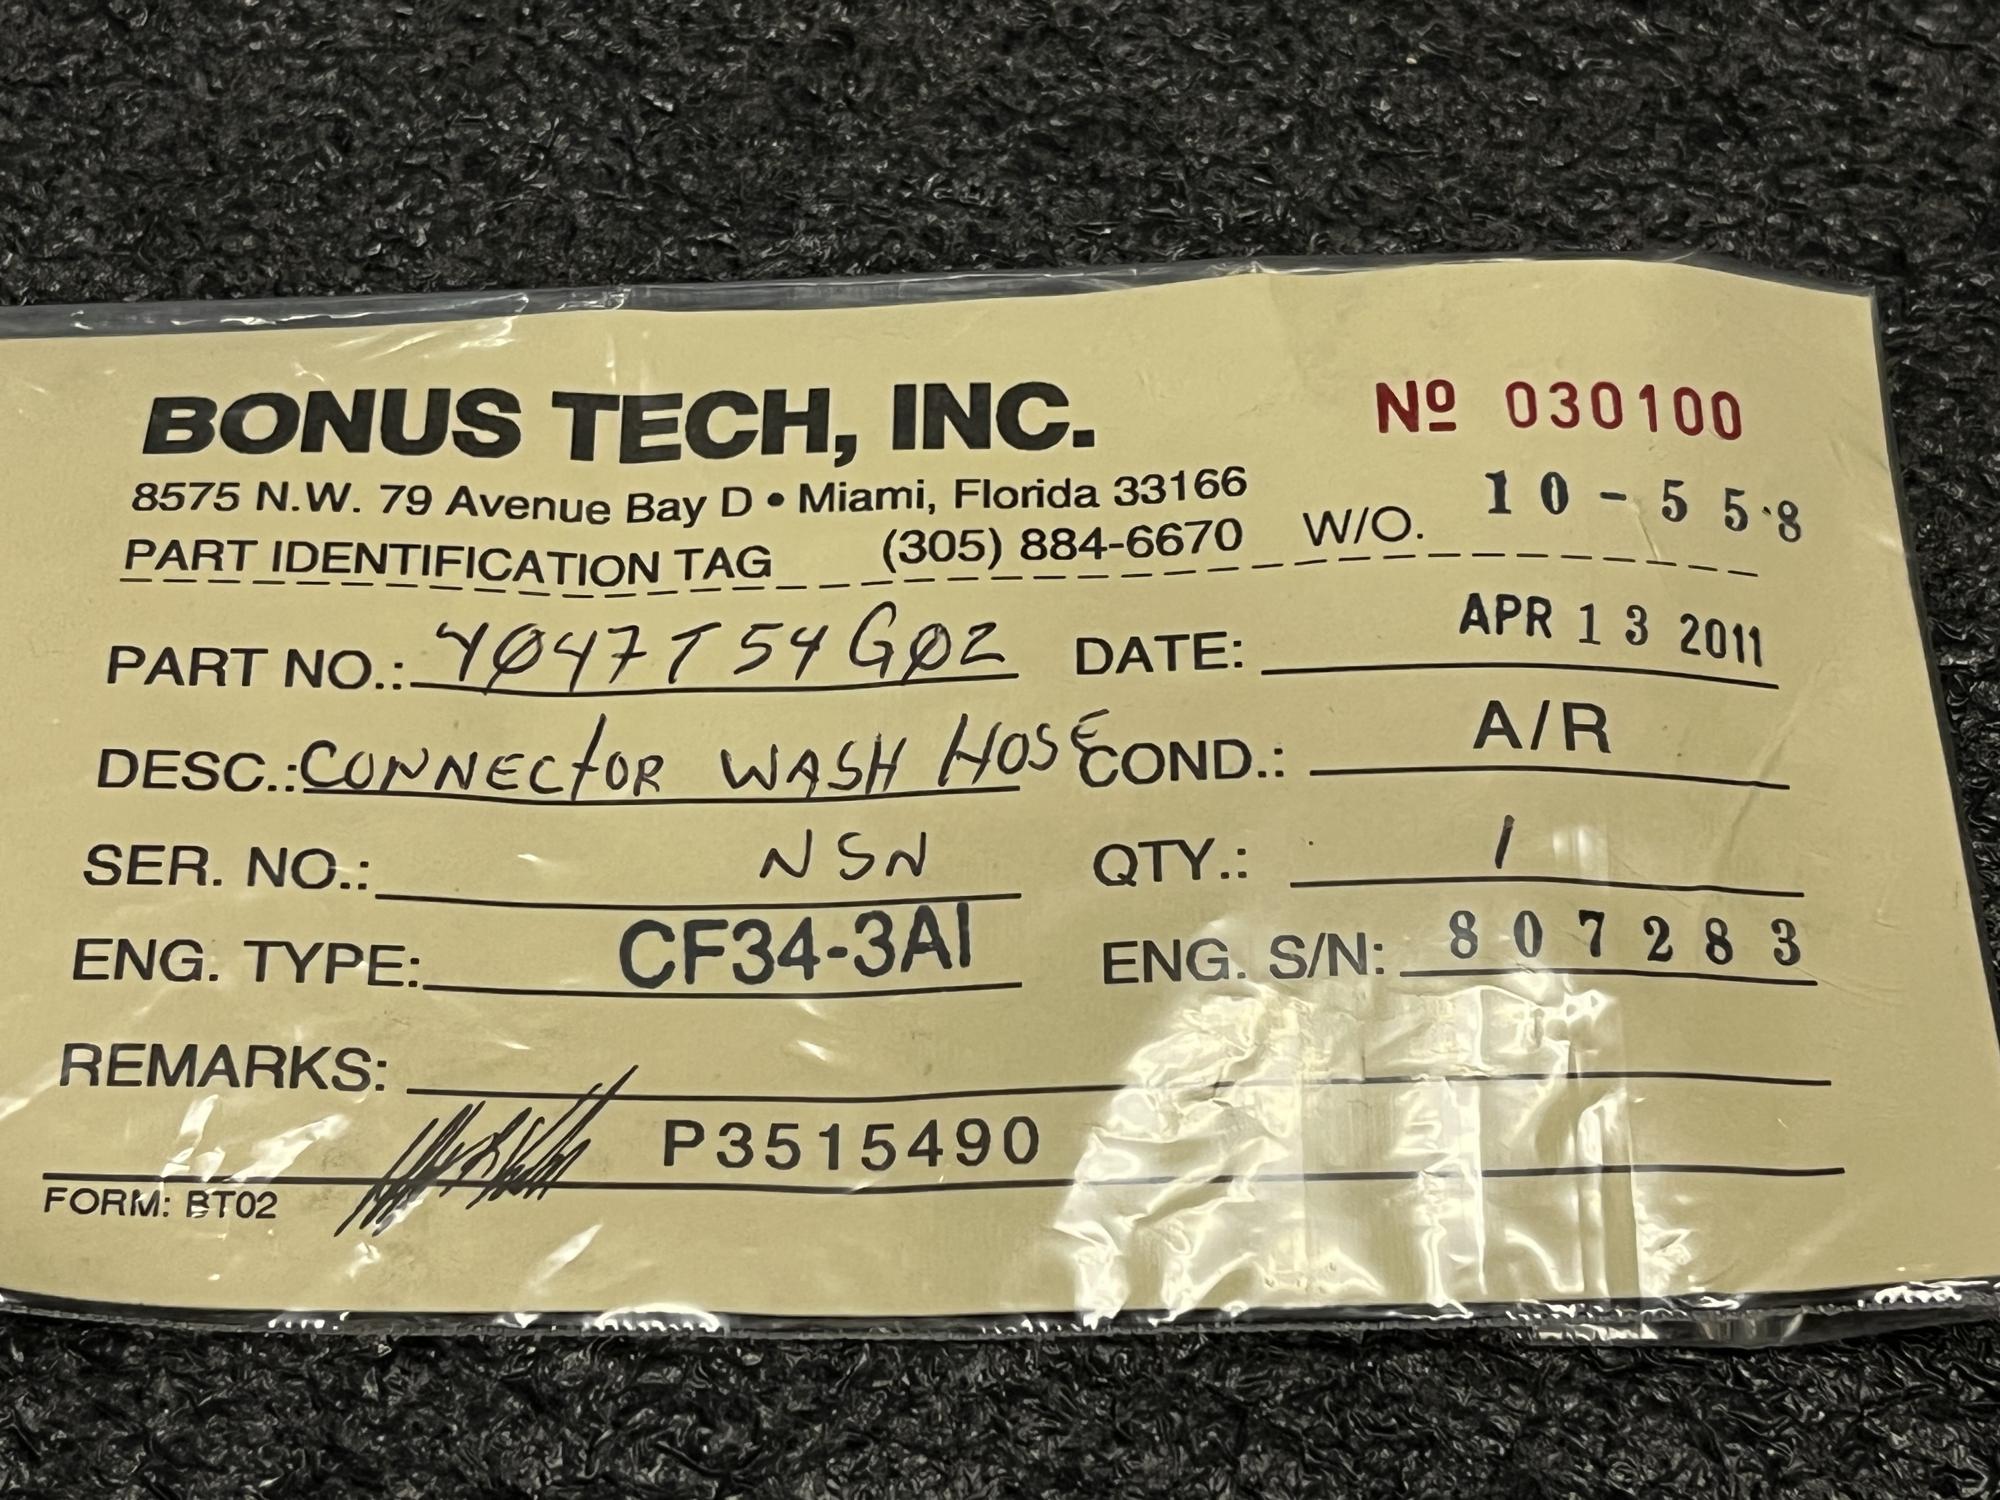 BONUS TECH, INC.
Nº 030100
8575 N.W. 79 Avenue Bay D • Miami, Florida 33166
PART IDENTIFICATION TAG (305) 884-6670 W/O. 10-558
PART NO.: 4047T54G02 DATE: APR 13 2011
DESC.: CONNECTOR WASH HOSE COND.: A/R
SER. NO.: NSN QTY.: 1
ENG. TYPE: CF34-3A1 ENG. S/N: 807283
REMARKS:
P3515490
FORM: BT02